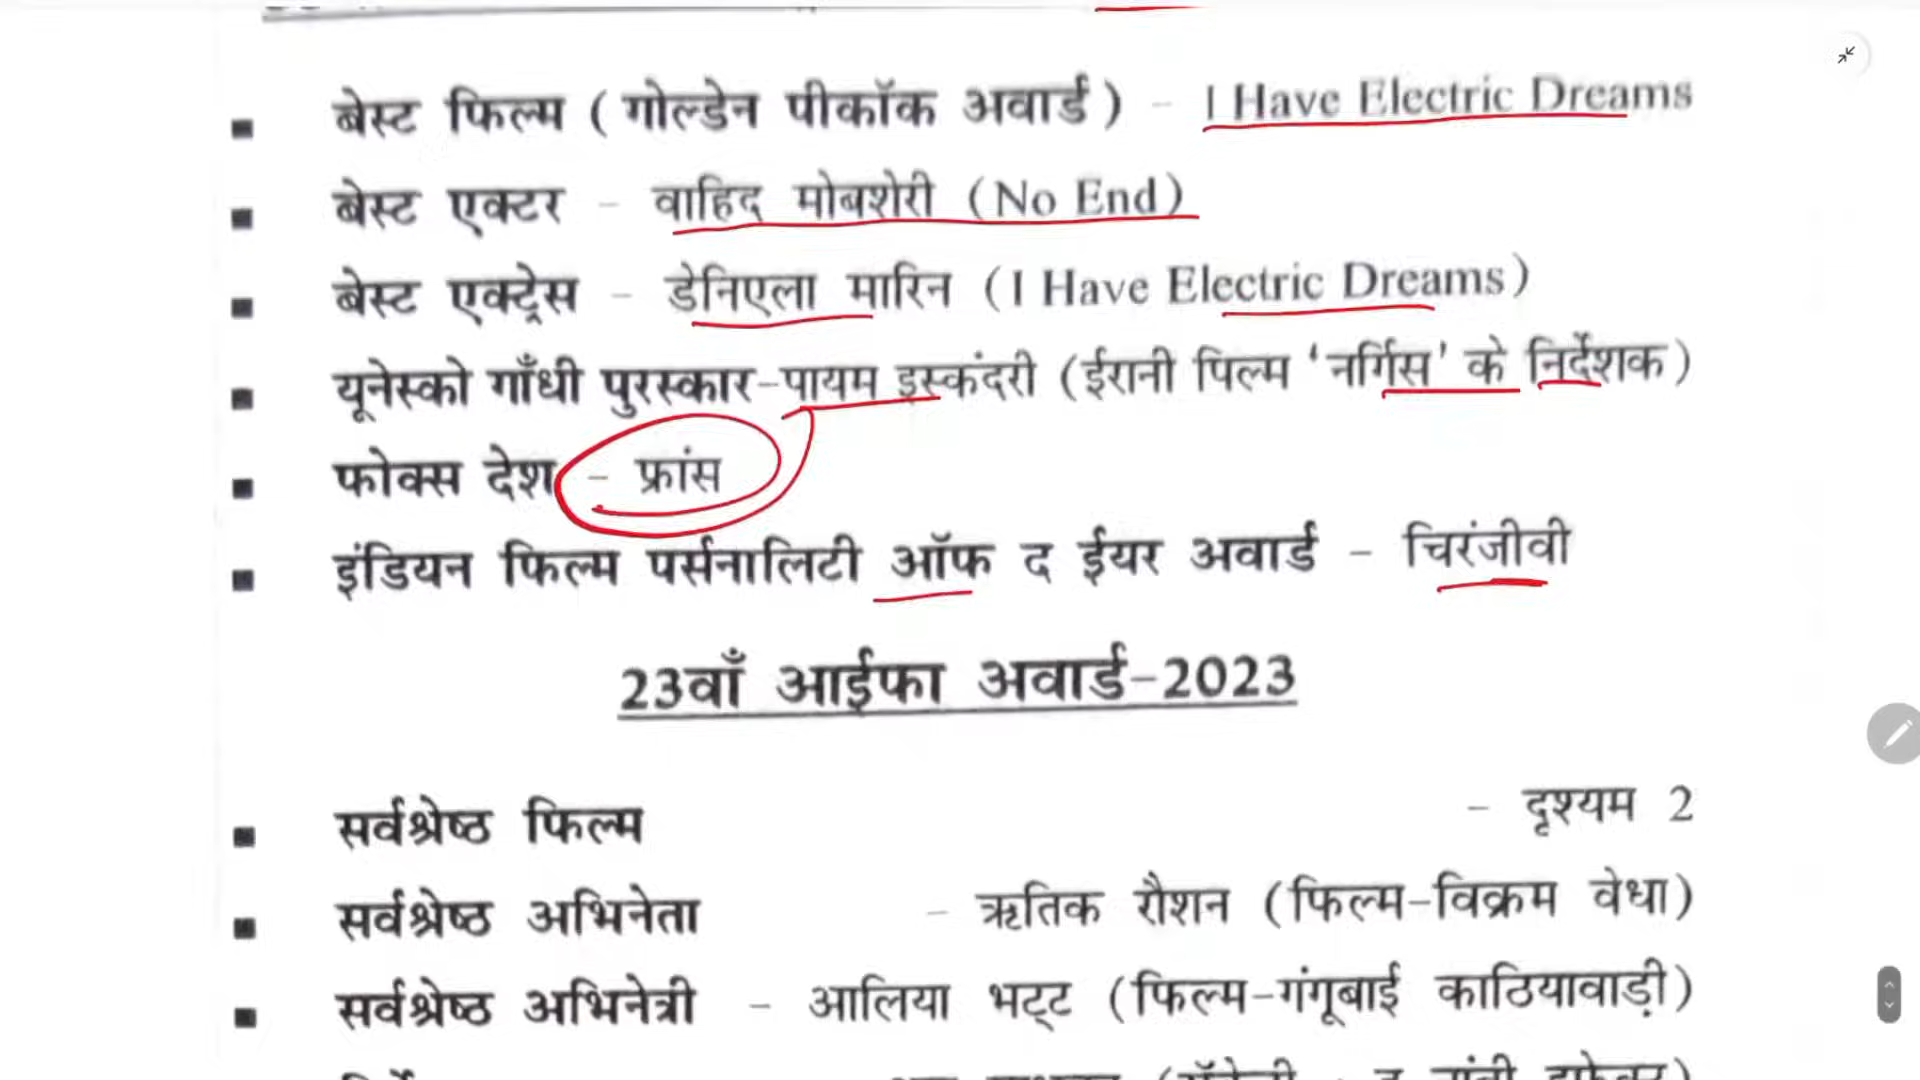 बेस्ट फिल्म ( गोल्डेन पीकॉक अवार्ड ) - I Have Electric Dreams
बेस्ट एक्टर - वाहिद मोबशेरी ( No End )
बेस्ट एक्ट्रेस - डेनिएला मारिन ( I Have Electric Dreams )
यूनेस्को गाँधी पुरस्कार-पायम इस्कंदरी ( ईरानी पिल्म 'नर्गिस' के निर्देशक )
फोक्स देश - फ्रांस
इंडियन फिल्म पर्सनालिटी ऑफ द ईयर अवार्ड - चिरंजीवी
23वाँ आईफा अवार्ड-2023
सर्वश्रेष्ठ फिल्म - दृश्यम 2
सर्वश्रेष्ठ अभिनेता - ऋतिक रौशन ( फिल्म-विक्रम वेधा )
सर्वश्रेष्ठ अभिनेत्री - आलिया भट्ट ( फिल्म-गंगूबाई काठियावाड़ी )